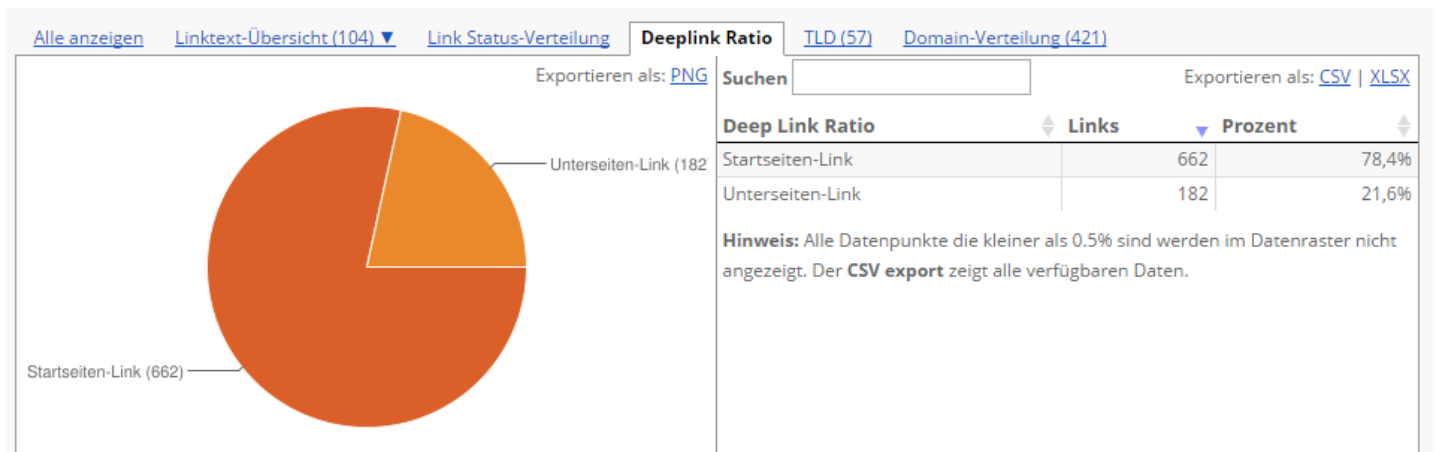 Alle anzeigen Linktext-Übersicht (104) ▼ Link Status-Verteilung Deeplink Ratio TLD (57) Domain-Verteilung (421)
Exportieren als: PNG
Unterseiten-Link (182
Startseiten-Link (662)
Suchen Exportieren als: CSV | XLSX
Deep Link Ratio Links Prozent
Startseiten-Link 662 78,4%
Unterseiten-Link 182 21,6%
Hinweis: Alle Datenpunkte die kleiner als 0.5% sind werden im Datenraster nicht
angezeigt. Der CSV export zeigt alle verfügbaren Daten.